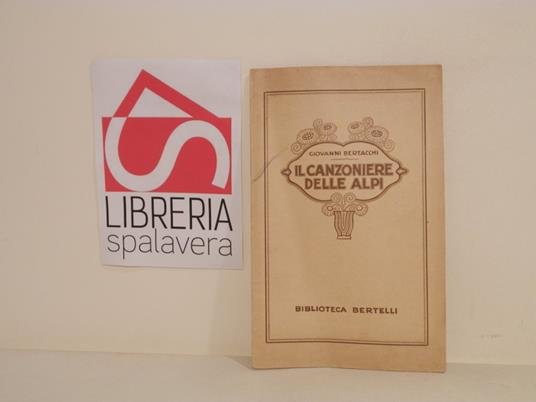 LIBRERIA
spalavera
GIOVANNI BERTACCHI
IL CANZONIERE
DELLE ALPI
BIBLIOTECA BERTELLI